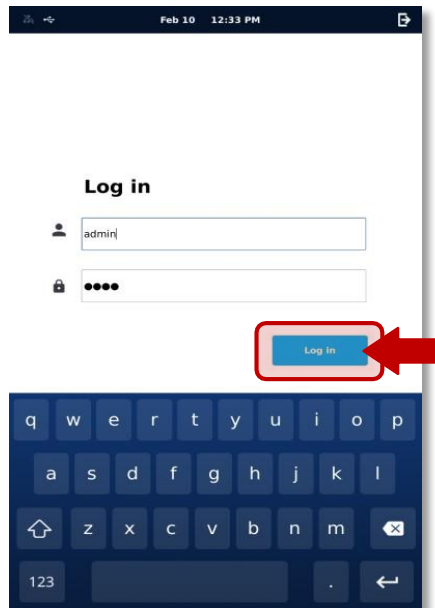 Feb 10 12:33 PM
Log in
admin
●●●●
Log in
q w e r t y u i o p
a s d f g h j k l
z x c v b n m
123 .